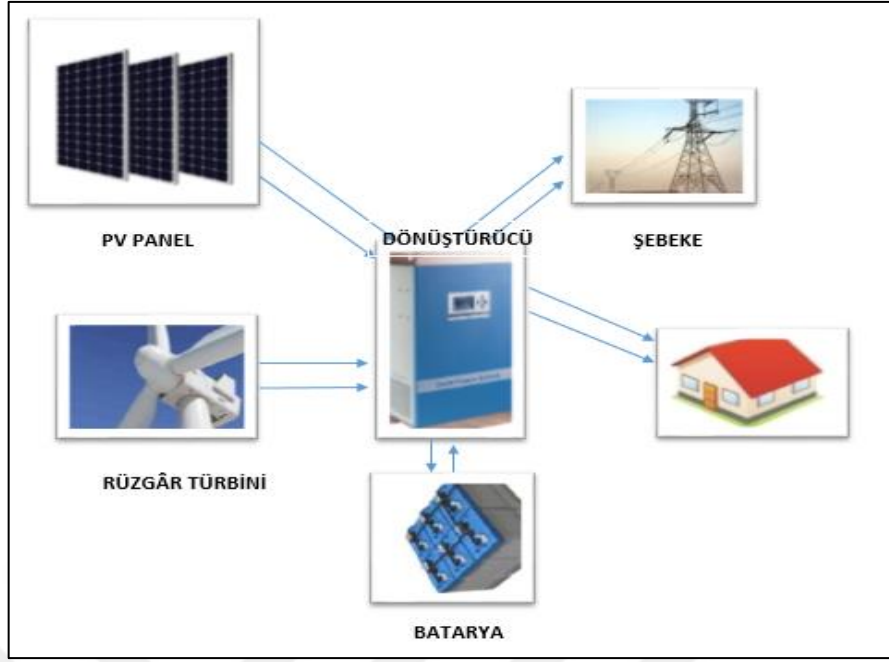 PV PANEL
DÖNÜŞTÜRÜCÜ
ŞEBEKE
RÜZGÂR TÜRBİNİ
BATARYA